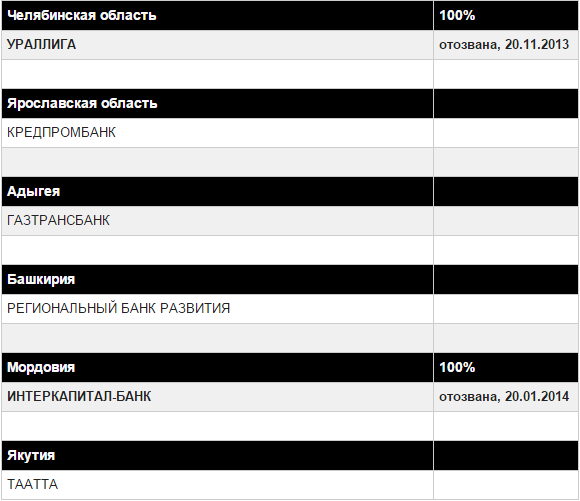 Челябинская область 100%
УРАЛЛИГА отозвана, 20.11.2013
Ярославская область
КРЕДПРОМБАНК
Адыгея
ГАЗТРАНСБАНК
Башкирия
РЕГИОНАЛЬНЫЙ БАНК РАЗВИТИЯ
Мордовия 100%
ИНТЕРКАПИТАЛ-БАНК отозвана, 20.01.2014
Якутия
ТААТТА